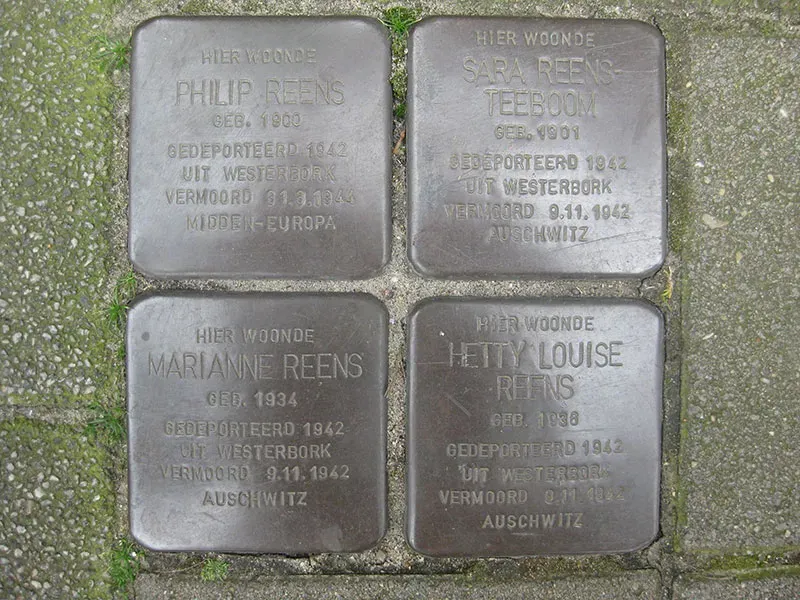 HIER WOONDE
PHILIP REENS
GEB. 1900
GEDEPORTEERD 1942
UIT WESTERBORK
VERMOORD 31.3.1944
MIDDEN-EUROPA
HIER WOONDE
SARA REENS-
TEEBOOM
GEB. 1901
GEDEPORTEERD 1942
UIT WESTERBORK
VERMOORD 9.11.1942
AUSCHWITZ
HIER WOONDE
MARIANNE REENS
GEB. 1934
GEDEPORTEERD 1942
UIT WESTERBORK
VERMOORD 9.11.1942
AUSCHWITZ
HIER WOONDE
HETTY LOUISE
REENS
GEB. 1936
GEDEPORTEERD 1942
UIT WESTERBORK
VERMOORD 9.11.1942
AUSCHWITZ